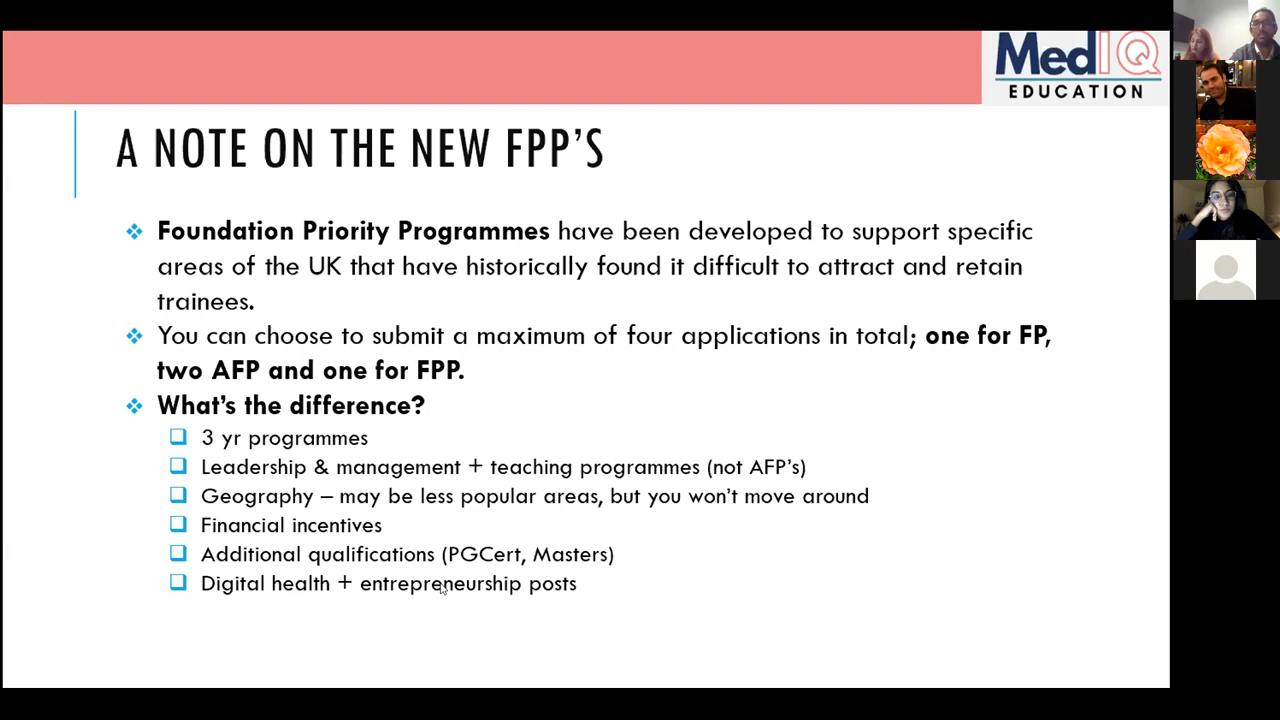 MedIQ
EDUCATION
A NOTE ON THE NEW FPP'S
Foundation Priority Programmes have been developed to support specific
areas of the UK that have historically found it difficult to attract and retain
trainees.
You can choose to submit a maximum of four applications in total; one for FP,
two AFP and one for FPP.
What's the difference?
3 yr programmes
Leadership & management + teaching programmes (not AFP's)
Geography – may be less popular areas, but you won't move around
Financial incentives
Additional qualifications (PGCert, Masters)
Digital health + entrepreneurship posts